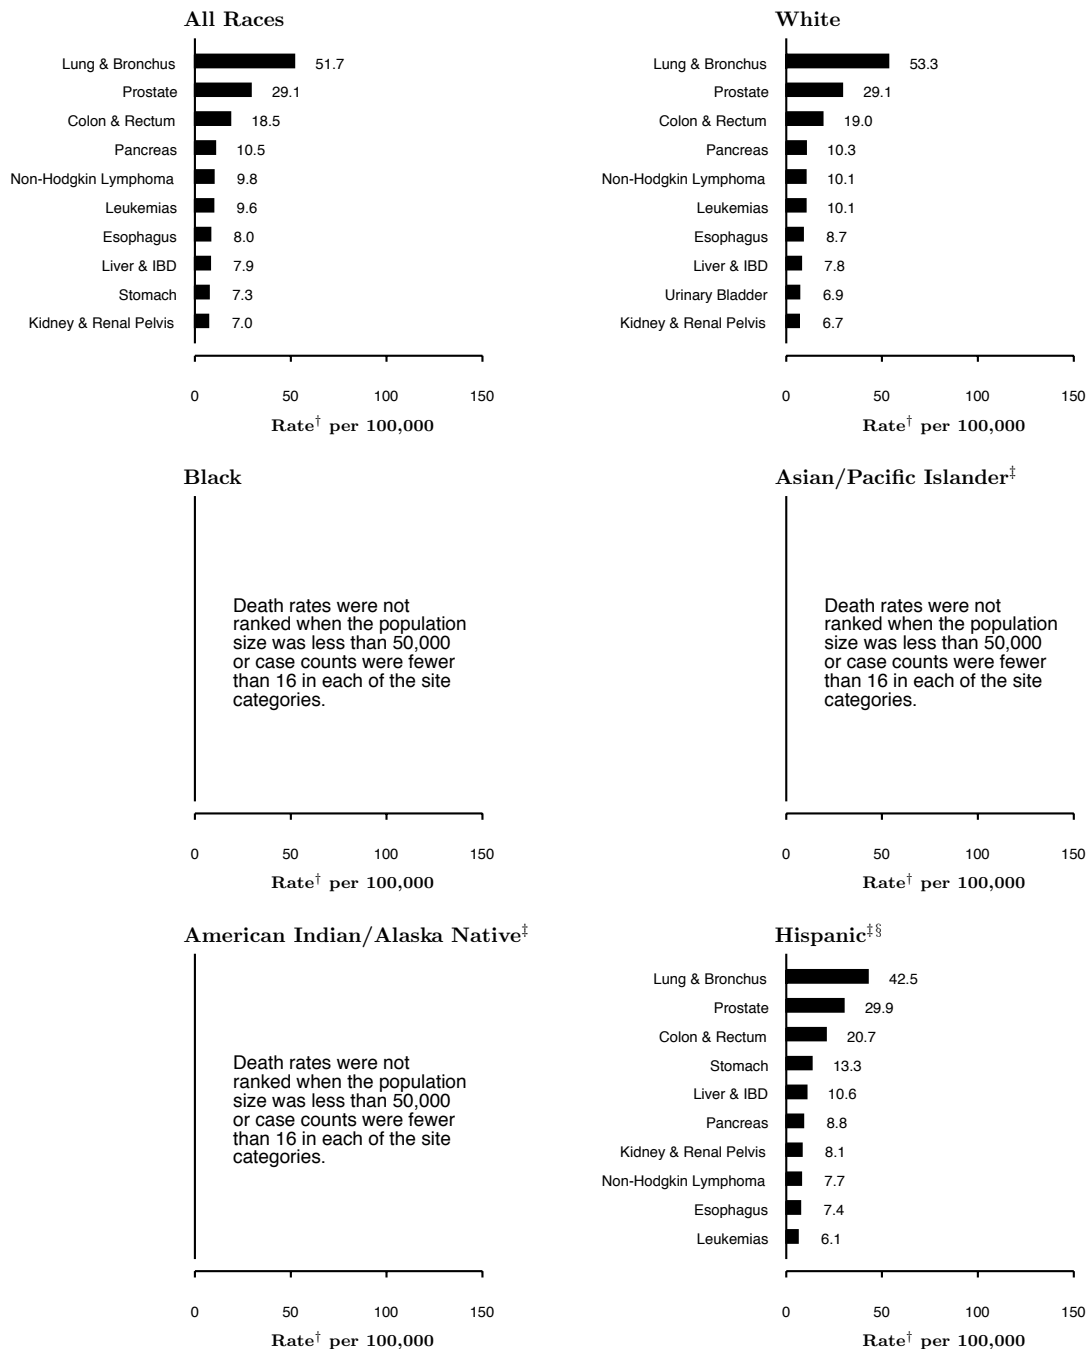 All Races
Lung & Bronchus 51.7
Prostate 29.1
Colon & Rectum 18.5
Pancreas 10.5
Non-Hodgkin Lymphoma 9.8
Leukemias 9.6
Esophagus 8.0
Liver & IBD 7.9
Stomach 7.3
Kidney & Renal Pelvis 7.0
0 50 100 150
Rate† per 100,000
White
Lung & Bronchus 53.3
Prostate 29.1
Colon & Rectum 19.0
Pancreas 10.3
Non-Hodgkin Lymphoma 10.1
Leukemias 10.1
Esophagus 8.7
Liver & IBD 7.8
Urinary Bladder 6.9
Kidney & Renal Pelvis 6.7
0 50 100 150
Rate† per 100,000
Black
Death rates were not
ranked when the population
size was less than 50,000
or case counts were fewer
than 16 in each of the site
categories.
0 50 100 150
Rate† per 100,000
Asian/Pacific Islander‡
Death rates were not
ranked when the population
size was less than 50,000
or case counts were fewer
than 16 in each of the site
categories.
0 50 100 150
Rate† per 100,000
American Indian/Alaska Native‡
Death rates were not
ranked when the population
size was less than 50,000
or case counts were fewer
than 16 in each of the site
categories.
0 50 100 150
Rate† per 100,000
Hispanic‡§
Lung & Bronchus 42.5
Prostate 29.9
Colon & Rectum 20.7
Stomach 13.3
Liver & IBD 10.6
Pancreas 8.8
Kidney & Renal Pelvis 8.1
Non-Hodgkin Lymphoma 7.7
Esophagus 7.4
Leukemias 6.1
0 50 100 150
Rate† per 100,000